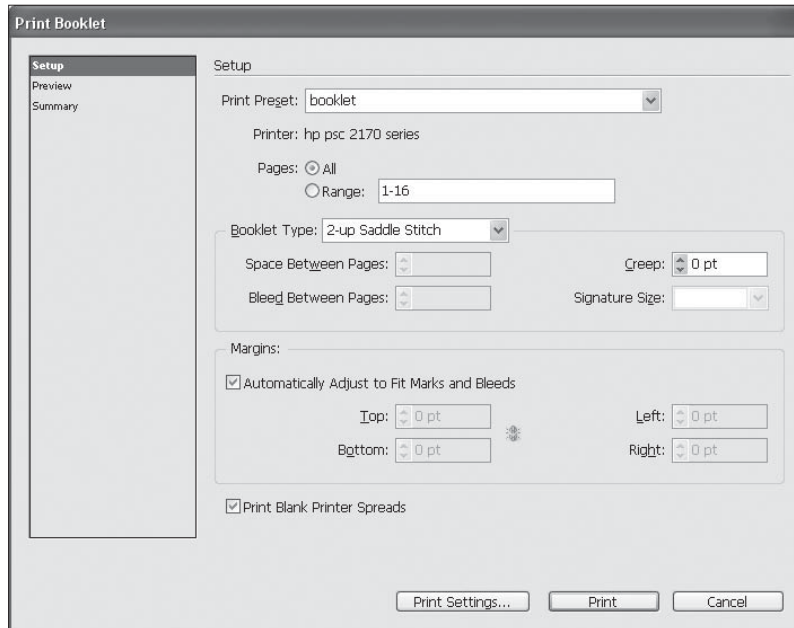 Print Booklet
Setup
Preview
Summary
Setup
Print Preset: booklet
Printer: hp psc 2170 series
Pages: All
Range: 1-16
Booklet Type: 2-up Saddle Stitch
Space Between Pages: Creep: 0 pt
Bleed Between Pages: Signature Size:
Margins:
Automatically Adjust to Fit Marks and Bleeds
Top: 0 pt Left: 0 pt
Bottom: 0 pt Right: 0 pt
Print Blank Printer Spreads
Print Settings... Print Cancel